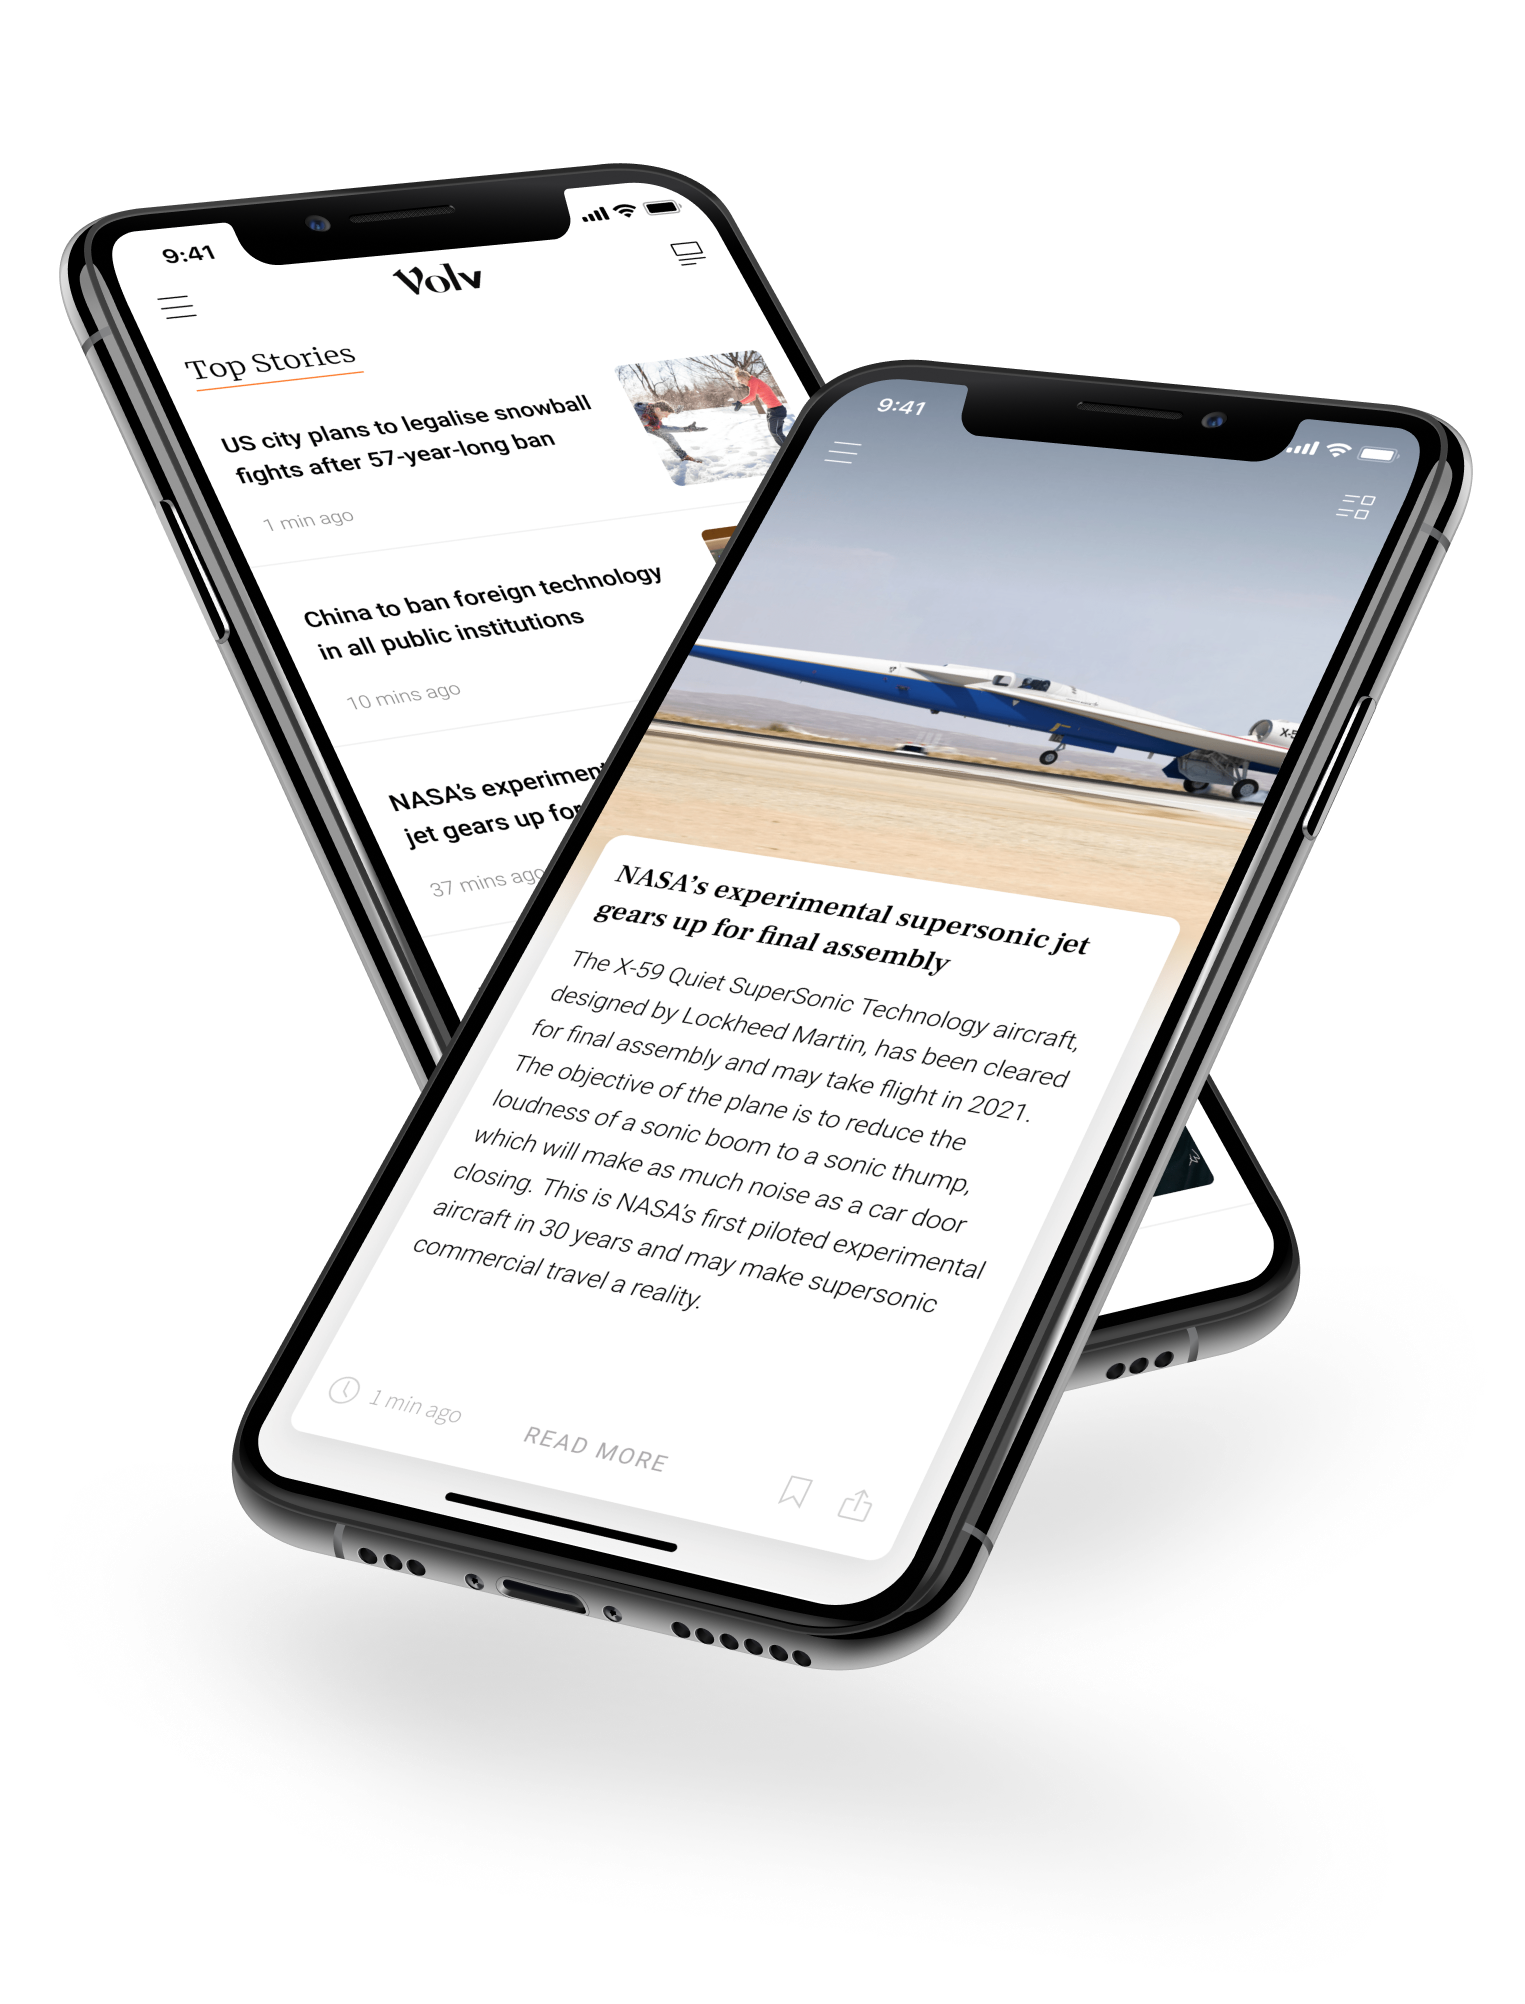 9:41
Volv
Top Stories
US city plans to legalise snowball
fights after 57-year-long ban
1 min ago
China to ban foreign technology
in all public institutions
10 mins ago
NASA's experiment
jet gears up for
37 mins ago
9:41
X-5
NASA's experimental supersonic jet
gears up for final assembly
The X-59 Quiet SuperSonic Technology aircraft,
designed by Lockheed Martin, has been cleared
for final assembly and may take flight in 2021.
The objective of the plane is to reduce the
loudness of a sonic boom to a sonic thump,
which will make as much noise as a car door
closing. This is NASA's first piloted experimental
aircraft in 30 years and may make supersonic
commercial travel a reality.
1 min ago
READ MORE